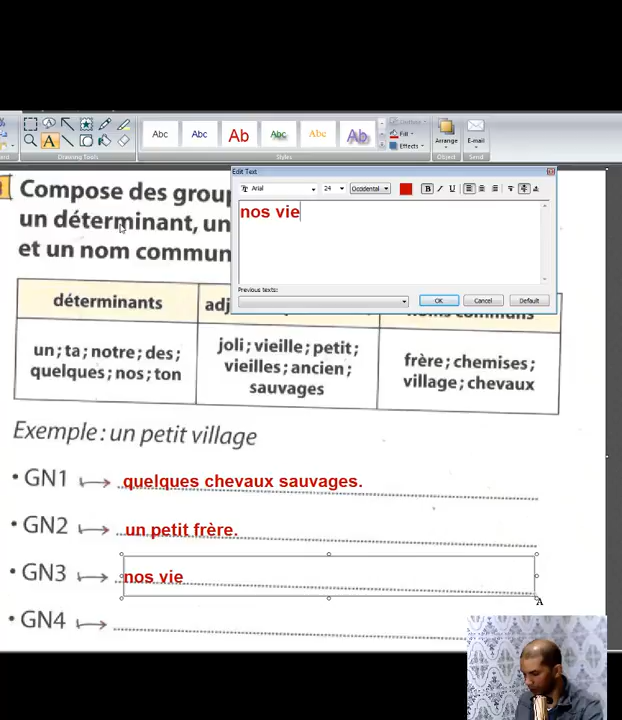 Abc Abc Ab Abc Abc Ab
Outline
Fill
Effects
Arrange E-mail
Drawing Tools Styles Object Send
Edit Text
Arial 24 Occidental B I U
nos vie
Previous texts:
OK Cancel Default
Compose des group
un déterminant, un
et un nom commun
déterminants adj noms communs
un ; ta ; notre ; des ;
quelques ; nos ; ton
joli ; vieille ; petit ;
vieilles ; ancien ;
sauvages
frère ; chemises ;
village ; chevaux
Exemple : un petit village
• GN1 quelques chevaux sauvages.
• GN2 un petit frère.
• GN3 nos vie
• GN4